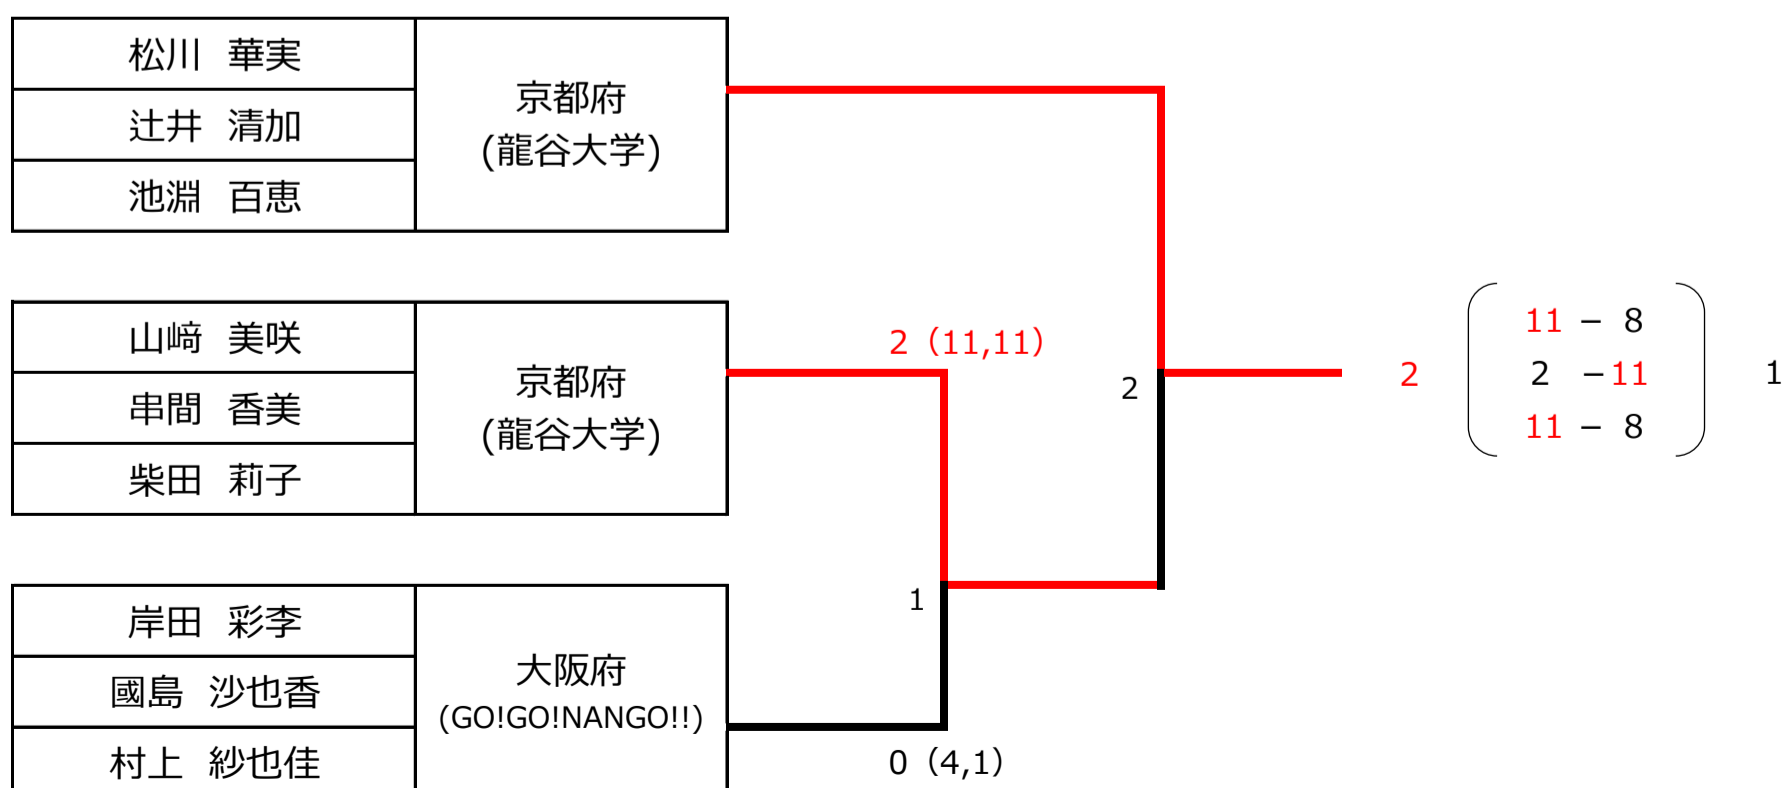 松川　華実
辻井　清加
池淵　百恵
京都府
(龍谷大学)
山﨑　美咲
串間　香美
柴田　莉子
京都府
(龍谷大学)
2（11,11）
2
1
岸田　彩李
國島　沙也香
村上　紗也佳
大阪府
(GO!GO!NANGO!!)
0（4,1）
2
11 − 8
2 −11
11 − 8
1